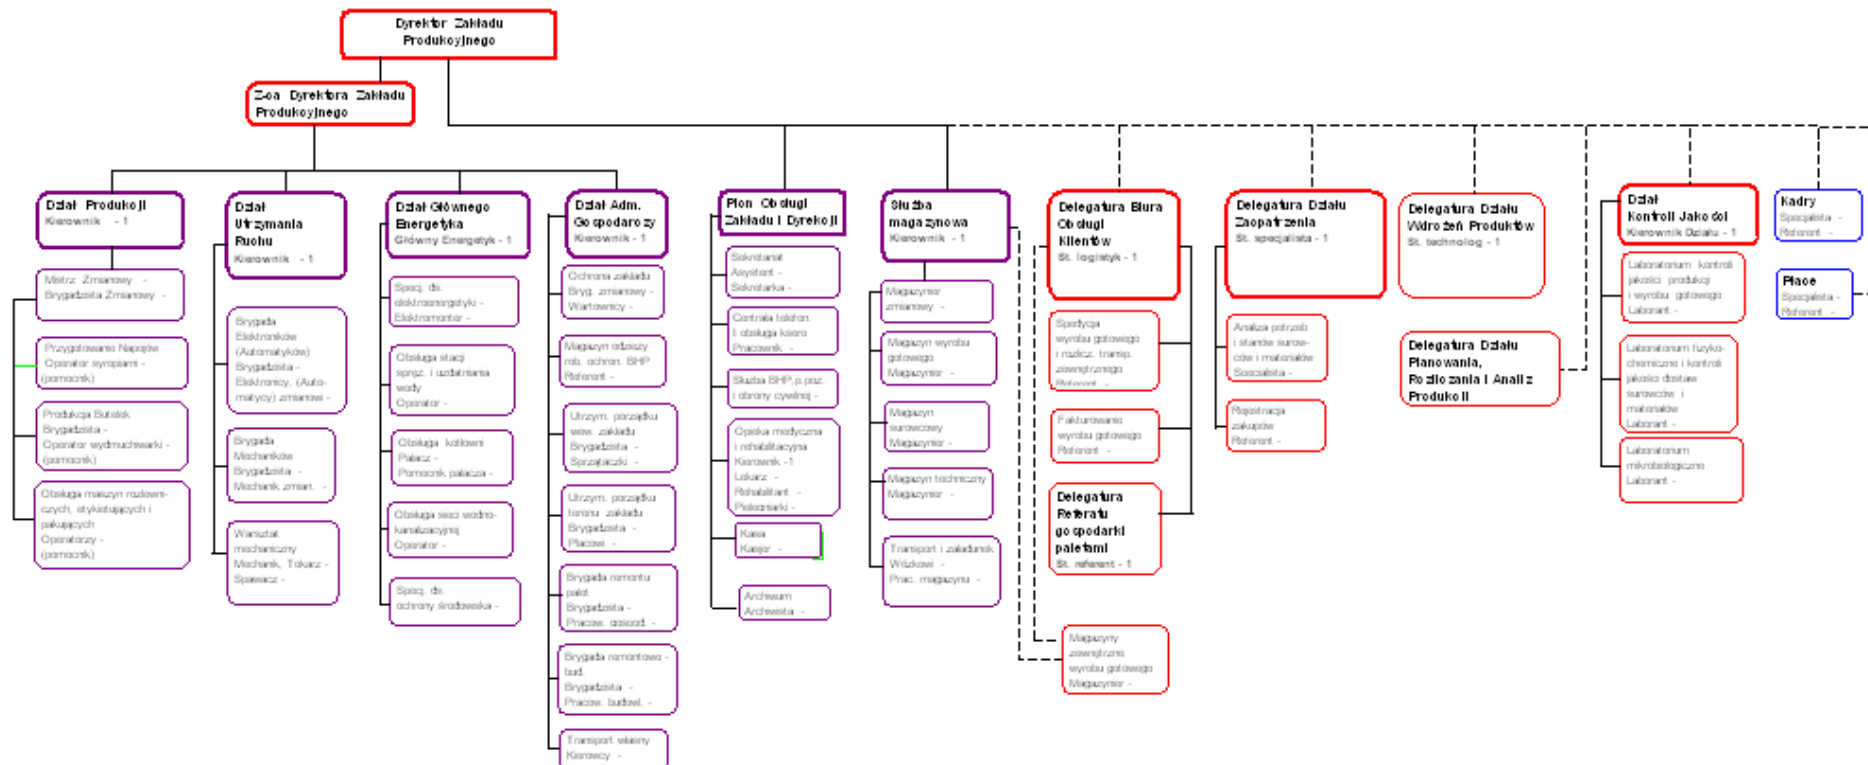 Dyrektor Zakładu
Produkcyjnego
Z-ca Dyrektora Zakładu
Produkcyjnego
Dział Produkcji
Kierownik - 1
Mistrz Zmianowy -
Brygadzista Zmianowy -
Przygotowanie Napojów
Operator syropiarni -
(pomocnik)
Produkcja Butelek
Brygadzista -
Operator wydmuchiwarki -
(pomocnik)
Obsługa maszyn rozlewni-
czych, etykietujących i
pakujących
Operatorzy -
(pomocnik)
Dział
Utrzymania
Ruchu
Kierownik - 1
Brygada
Elektroników
(Automatyków)
Brygadzista -
Elektronicy, (Auto-
matycy) zmianowi -
Brygada
Mechaników
Brygadzista -
Mechanik zmian. -
Warsztat
mechaniczny
Mechanik, Tokarz -
Spawacz -
Dział Głównego
Energetyka
Główny Energetyk - 1
Specj. ds.
elektroenergetyki -
Elektromonter -
Obsługa stacji
spręż. i uzdatniania
wody
Operator -
Obsługa kotłowni
Palacz -
Pomocnik palacza -
Obsługa sieci wodno-
kanalizacyjnej
Operator -
Specj. ds.
ochrony środowiska -
Dział Adm.
Gospodarczy
Kierownik - 1
Ochrona zakładu
Bryg. zmianowy -
Wartownicy -
Magazyn odzieży
rob. ochron. BHP
Referent -
Utrzym. porządku
wew. zakładu
Brygadzista -
Sprzątaczki -
Utrzym. porządku
terenu zakładu
Brygadzista -
Placowi -
Brygada remontu
palet
Brygadzista -
Pracow. gospod. -
Brygada remontowo -
bud.
Brygadzista -
Pracow. budowl. -
Transport własny
Kierowcy -
Pion Obsługi
Zakładu i Dyrekcji
Sekretariat
Asystent -
Sekretarka -
Centrala telefon.
I obsługa ksero
Pracownik -
Służba BHP, p.poż.
i obrony cywilnej -
Opieka medyczna
i rehabilitacyjna
Kierownik -1
Lekarz -
Rehabilitant -
Pielęgniarki -
Kasa
Kasjer -
Archiwum
Archiwista -
Służba
magazynowa
Kierownik - 1
Magazynier
zmianowy -
Magazyn wyrobu
gotowego
Magazynier -
Magazyn
surowcowy
Magazynier -
Magazyn techniczny
Magazynier -
Transport i załadunek
Wózkowi -
Prac. magazynu -
Delegatura Biura
Obsługi
Klientów
St. logistyk - 1
Spedycja
wyrobu gotowego
i rozlicz. transp.
zewnętrznego
Referent -
Fakturowanie
wyrobu gotowego
Referent -
Delegatura
Referatu
gospodarki
paletami
St. referent - 1
Magazyny
zewnętrzne
wyrobu gotowego
Magazynier -
Delegatura Działu
Zaopatrzenia
St. specjalista - 1
Analiza potrzeb
i stanów surow-
ców i materiałów
Specjalista -
Rejestracja
zakupów
Referent -
Delegatura Działu
Wdrożeń Produktów
St. technolog - 1
Delegatura Działu
Planowania,
Rozliczania i Analiz
Produkcji
Dział
Kontroli Jakości
Kierownik Działu - 1
Laboratorium kontroli
jakości produkcji
i wyrobu gotowego
Laborant -
Laboratorium fizyko-
chemiczne i kontroli
jakości dostaw
surowców i
materiałów
Laborant -
Laboratorium
mikrobiologiczne
Laborant -
Kadry
Specjalista -
Referent -
Płace
Specjalista -
Referent -